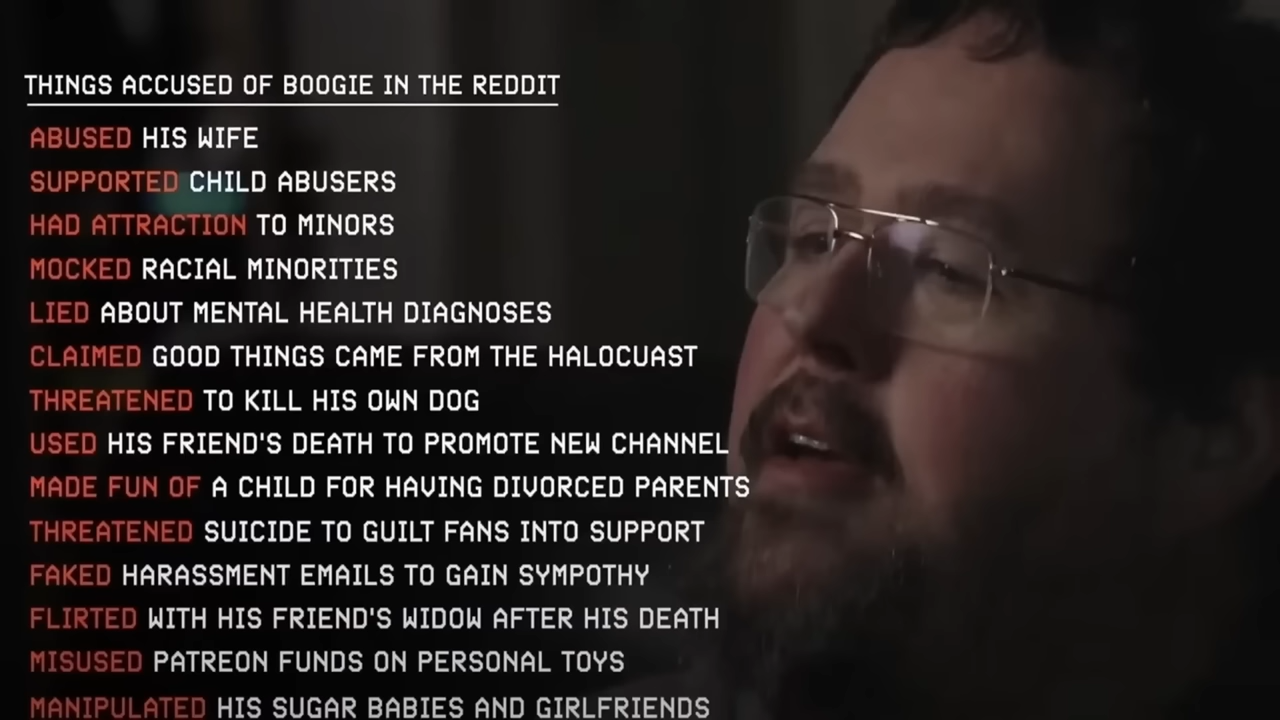 THINGS ACCUSED OF BOOGIE IN THE REDDIT
ABUSED HIS WIFE
SUPPORTED CHILD ABUSERS
HAD ATTRACTION TO MINORS
MOCKED RACIAL MINORITIES
LIED ABOUT MENTAL HEALTH DIAGNOSES
CLAIMED GOOD THINGS CAME FROM THE HALOCUAST
THREATENED TO KILL HIS OWN DOG
USED HIS FRIEND'S DEATH TO PROMOTE NEW CHANNEL
MADE FUN OF A CHILD FOR HAVING DIVORCED PARENTS
THREATENED SUICIDE TO GUILT FANS INTO SUPPORT
FAKED HARASSMENT EMAILS TO GAIN SYMPOTHY
FLIRTED WITH HIS FRIEND'S WIDOW AFTER HIS DEATH
MISUSED PATREON FUNDS ON PERSONAL TOYS
MANIPULATED HIS SUGAR BABIES AND GIRLFRIENDS